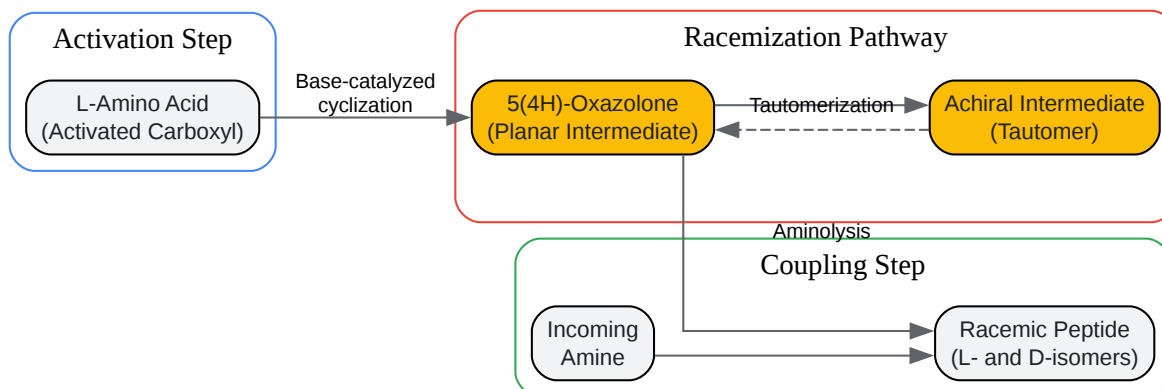 Activation Step
L-Amino Acid
(Activated Carboxyl)
Base-catalyzed
cyclization
Racemization Pathway
5(4H)-Oxazolone
(Planar Intermediate)
Tautomerization
Achiral Intermediate
(Tautomer)
Aminolysis
Coupling Step
Incoming
Amine
Racemic Peptide
(L- and D-isomers)